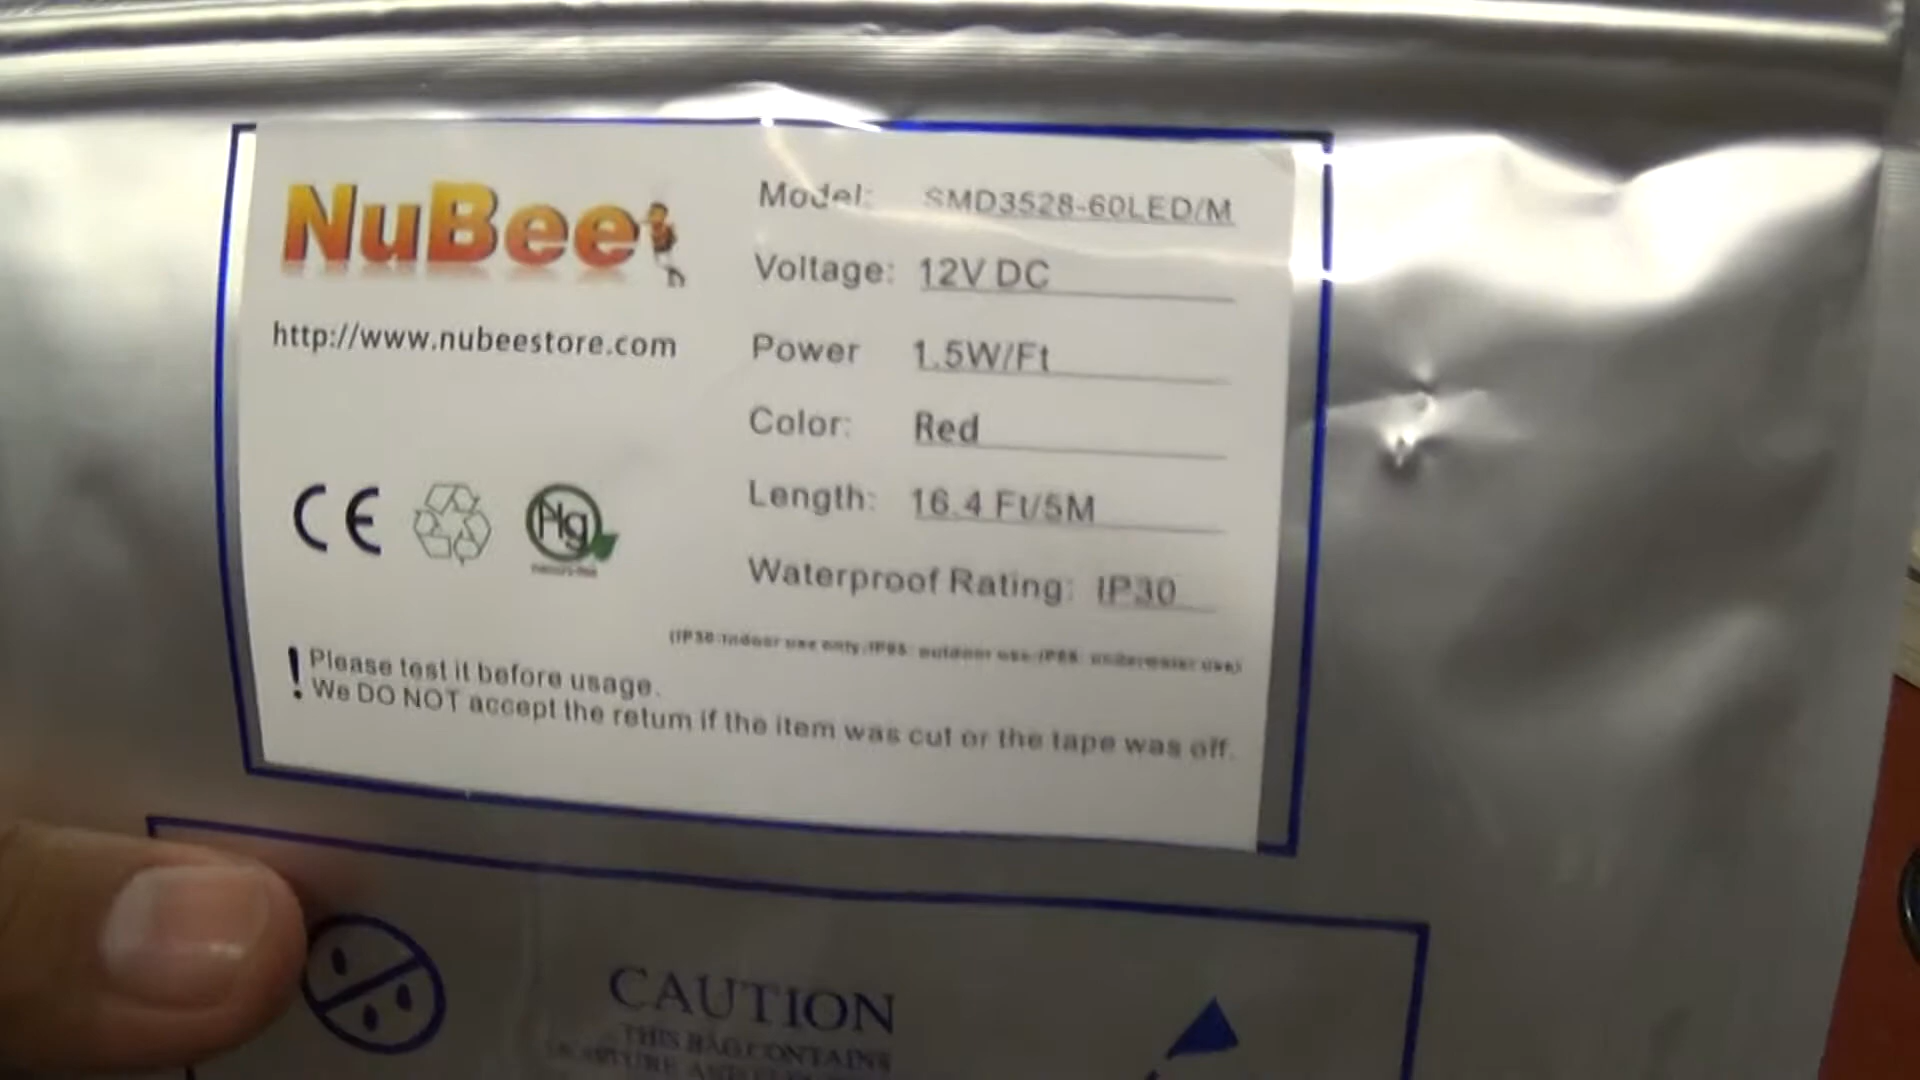 NuBee
http://www.nubeestore.com
CE
Hg
Model: SMD3528-60LED/M
Voltage: 12V DC
Power 1.5W/Ft
Color: Red
Length: 16.4 Ft/5M
Waterproof Rating: IP30
(IP30:Indoor use only;IP65: outdoor use;IP68: underwater use)
! Please test it before usage.
We DO NOT accept the return if the item was cut or the tape was off.
CAUTION
THIS BAG CONTAINS